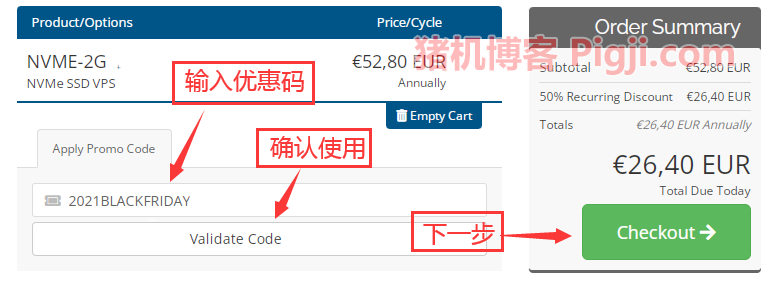 Product/Options Price/Cycle
NVME-2G €52,80 EUR
NVMe SSD VPS Annually
输入优惠码
Empty Cart
Apply Promo Code
确认使用
2021BLACKFRIDAY
Validate Code
下一步
Order Summary
猪机博客 Pigji.com
Subtotal €52,80 EUR
50% Recurring Discount €26,40 EUR
Totals €26,40 EUR Annually
€26,40 EUR
Total Due Today
Checkout